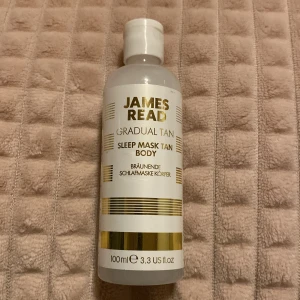 JAMES
READ
GRADUAL TAN
SLEEP MASK TAN
BODY
BRÄUNENDE
SCHLAFMASKE KÖRPER
100ml ℮ 3.3 US fl.oz